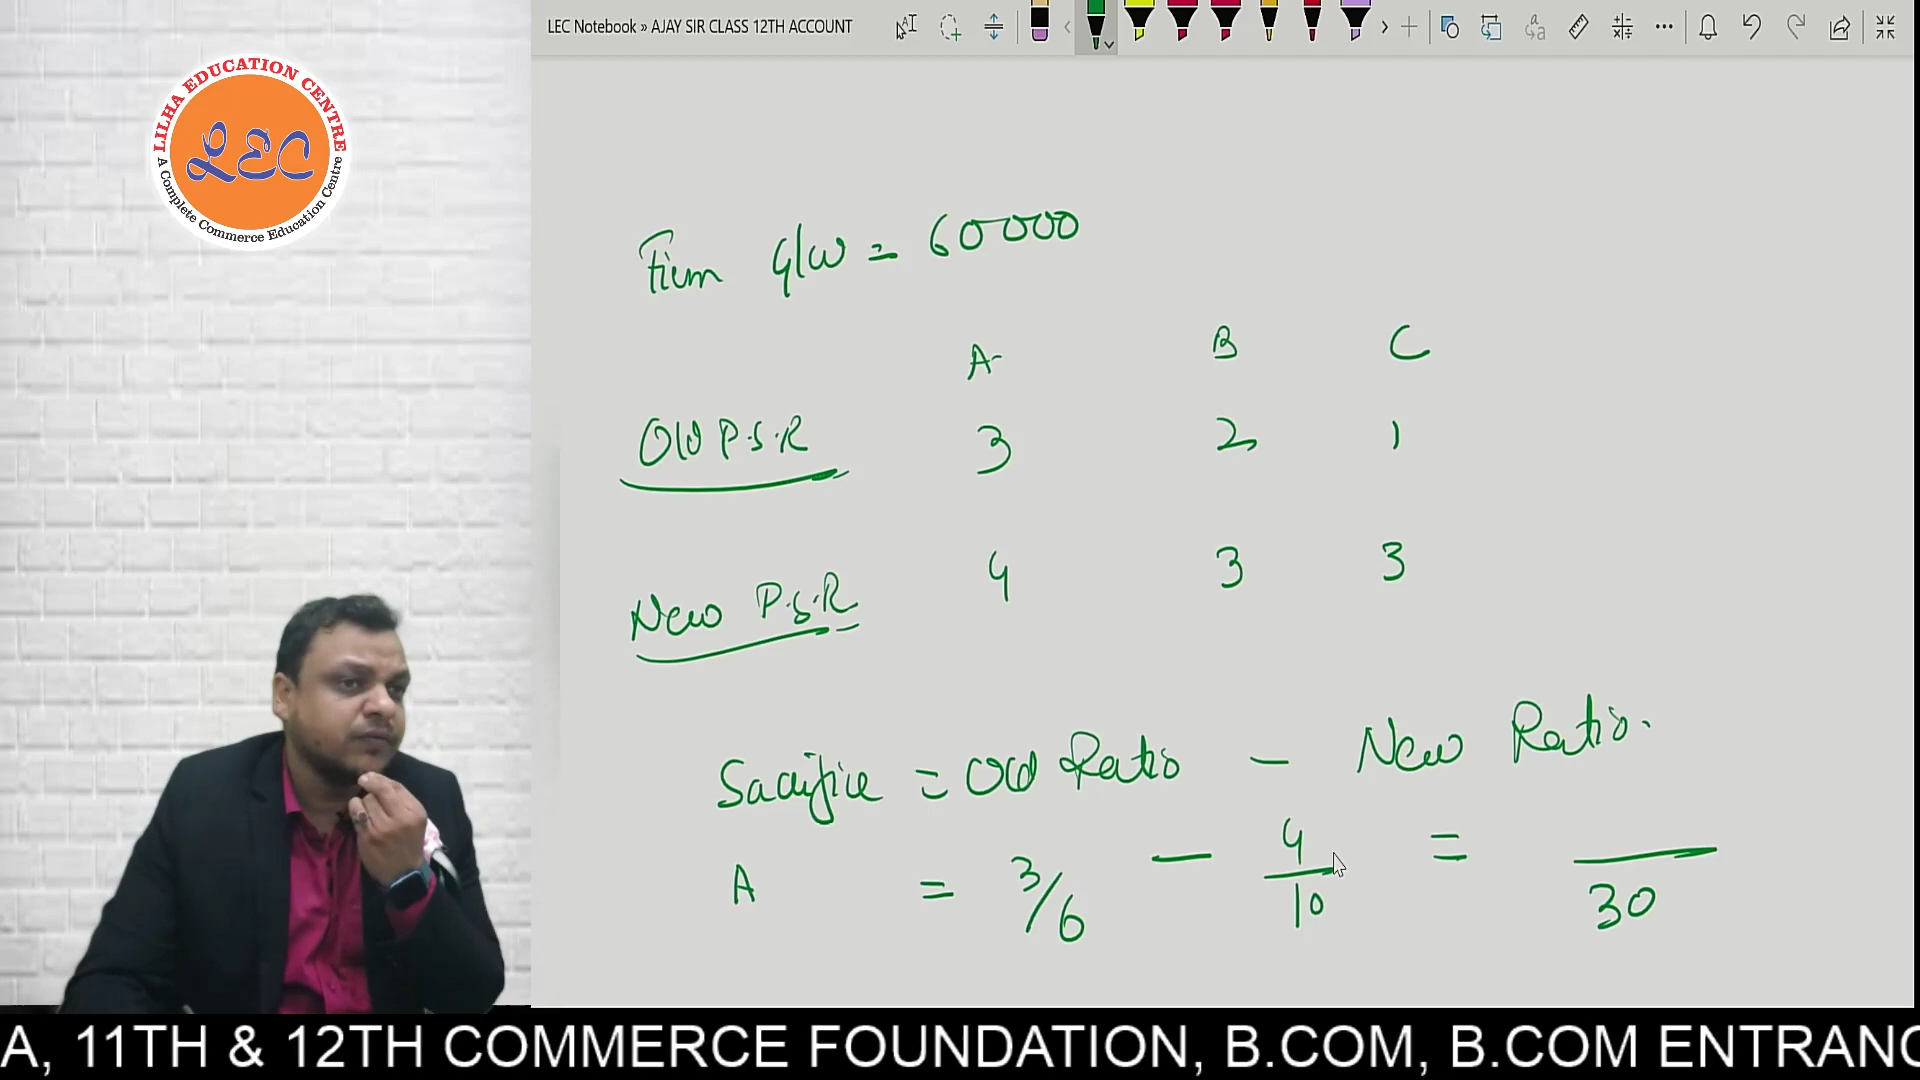 LEC Notebook » AJAY SIR CLASS 12TH ACCOUNT
LILHA EDUCATION CENTRE
LEC
A Complete Commerce Education Centre
Firm G/W = 60000
A B C
Old P.S.R 3 2 1
New P.S.R 4 3 3
Sacrifice = Old Ratio - New Ratio.
A = 3/6 - 4/10 = /30
A, 11TH & 12TH COMMERCE FOUNDATION, B.COM, B.COM ENTRANC